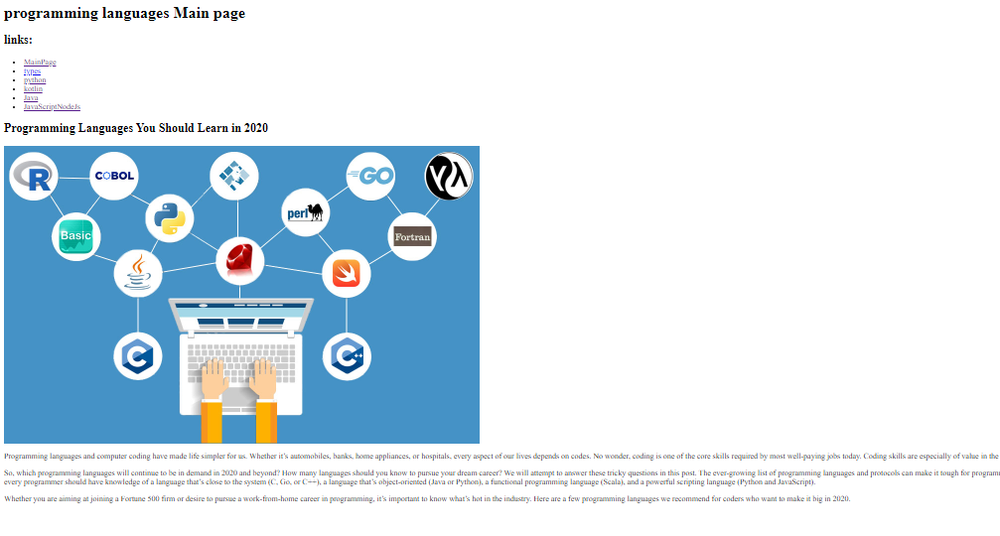 programming languages Main page
links:
MainPage
types
python
kotlin
Java
JavaScriptNodeJs
Programming Languages You Should Learn in 2020
R
COBOL
GO
perl
Basic
Fortran
C
C++
Programming languages and computer coding have made life simpler for us. Whether it's automobiles, banks, home appliances, or hospitals, every aspect of our lives depends on codes. No wonder, coding is one of the core skills required by most well-paying jobs today. Coding skills are especially of value in the
So, which programming languages will continue to be in demand in 2020 and beyond? How many languages should you know to pursue your dream career? We will attempt to answer these tricky questions in this post. The ever-growing list of programming languages and protocols can make it tough for
every programmer should have knowledge of a language that's close to the system (C, Go, or C++), a language that's object-oriented (Java or Python), a functional programming language (Scala), and a powerful scripting language (Python and JavaScript).
Whether you are aiming at joining a Fortune 500 firm or desire to pursue a work-from-home career in programming, it's important to know what's hot in the industry. Here are a few programming languages we recommend for coders who want to make it big in 2020.